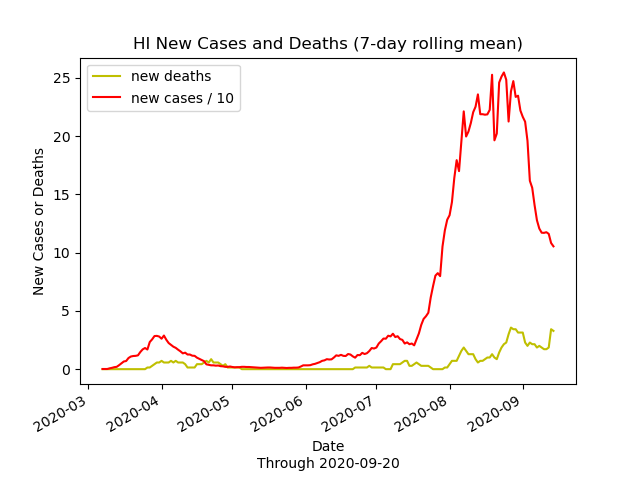 HI New Cases and Deaths (7-day rolling mean)
new deaths
new cases / 10
25
20
15
10
5
0
New Cases or Deaths
2020-03
2020-04
2020-05
2020-06
2020-07
2020-08
2020-09
Date
Through 2020-09-20